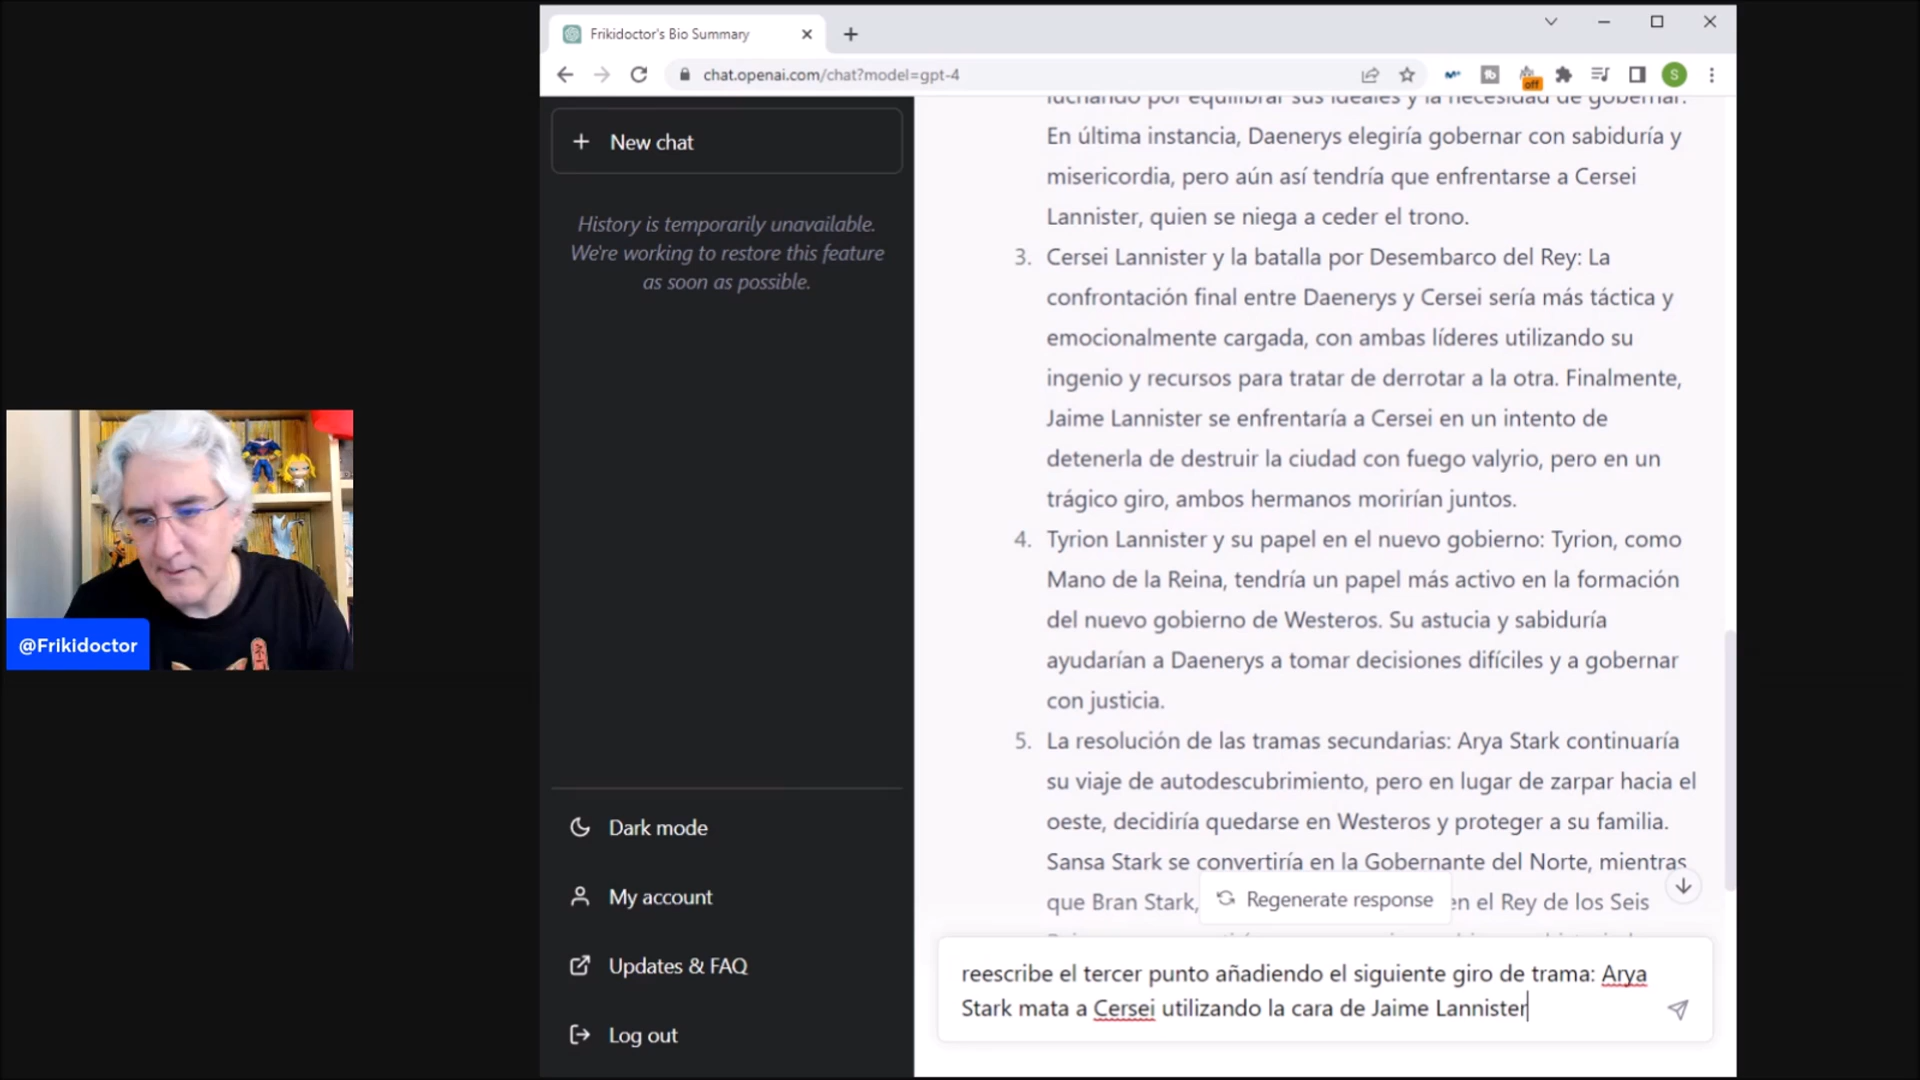 Frikidoctor's Bio Summary
chat.openai.com/chat?model=gpt-4
off
S
New chat
History is temporarily unavailable.
We're working to restore this feature
as soon as possible.
Dark mode
My account
Updates & FAQ
Log out
@Frikidoctor
luchando por equilibrar sus ideales y la necesidad de gobernar.
En última instancia, Daenerys elegiría gobernar con sabiduría y
misericordia, pero aún así tendría que enfrentarse a Cersei
Lannister, quien se niega a ceder el trono.
3. Cersei Lannister y la batalla por Desembarco del Rey: La
confrontación final entre Daenerys y Cersei sería más táctica y
emocionalmente cargada, con ambas líderes utilizando su
ingenio y recursos para tratar de derrotar a la otra. Finalmente,
Jaime Lannister se enfrentaría a Cersei en un intento de
detenerla de destruir la ciudad con fuego valyrio, pero en un
trágico giro, ambos hermanos morirían juntos.
4. Tyrion Lannister y su papel en el nuevo gobierno: Tyrion, como
Mano de la Reina, tendría un papel más activo en la formación
del nuevo gobierno de Westeros. Su astucia y sabiduría
ayudarían a Daenerys a tomar decisiones difíciles y a gobernar
con justicia.
5. La resolución de las tramas secundarias: Arya Stark continuaría
su viaje de autodescubrimiento, pero en lugar de zarpar hacia el
oeste, decidiría quedarse en Westeros y proteger a su familia.
Sansa Stark se convertiría en la Gobernante del Norte, mientras
que Bran Stark, en el Rey de los Seis
Regenerate response
reescribe el tercer punto añadiendo el siguiente giro de trama: Arya
Stark mata a Cersei utilizando la cara de Jaime Lannister